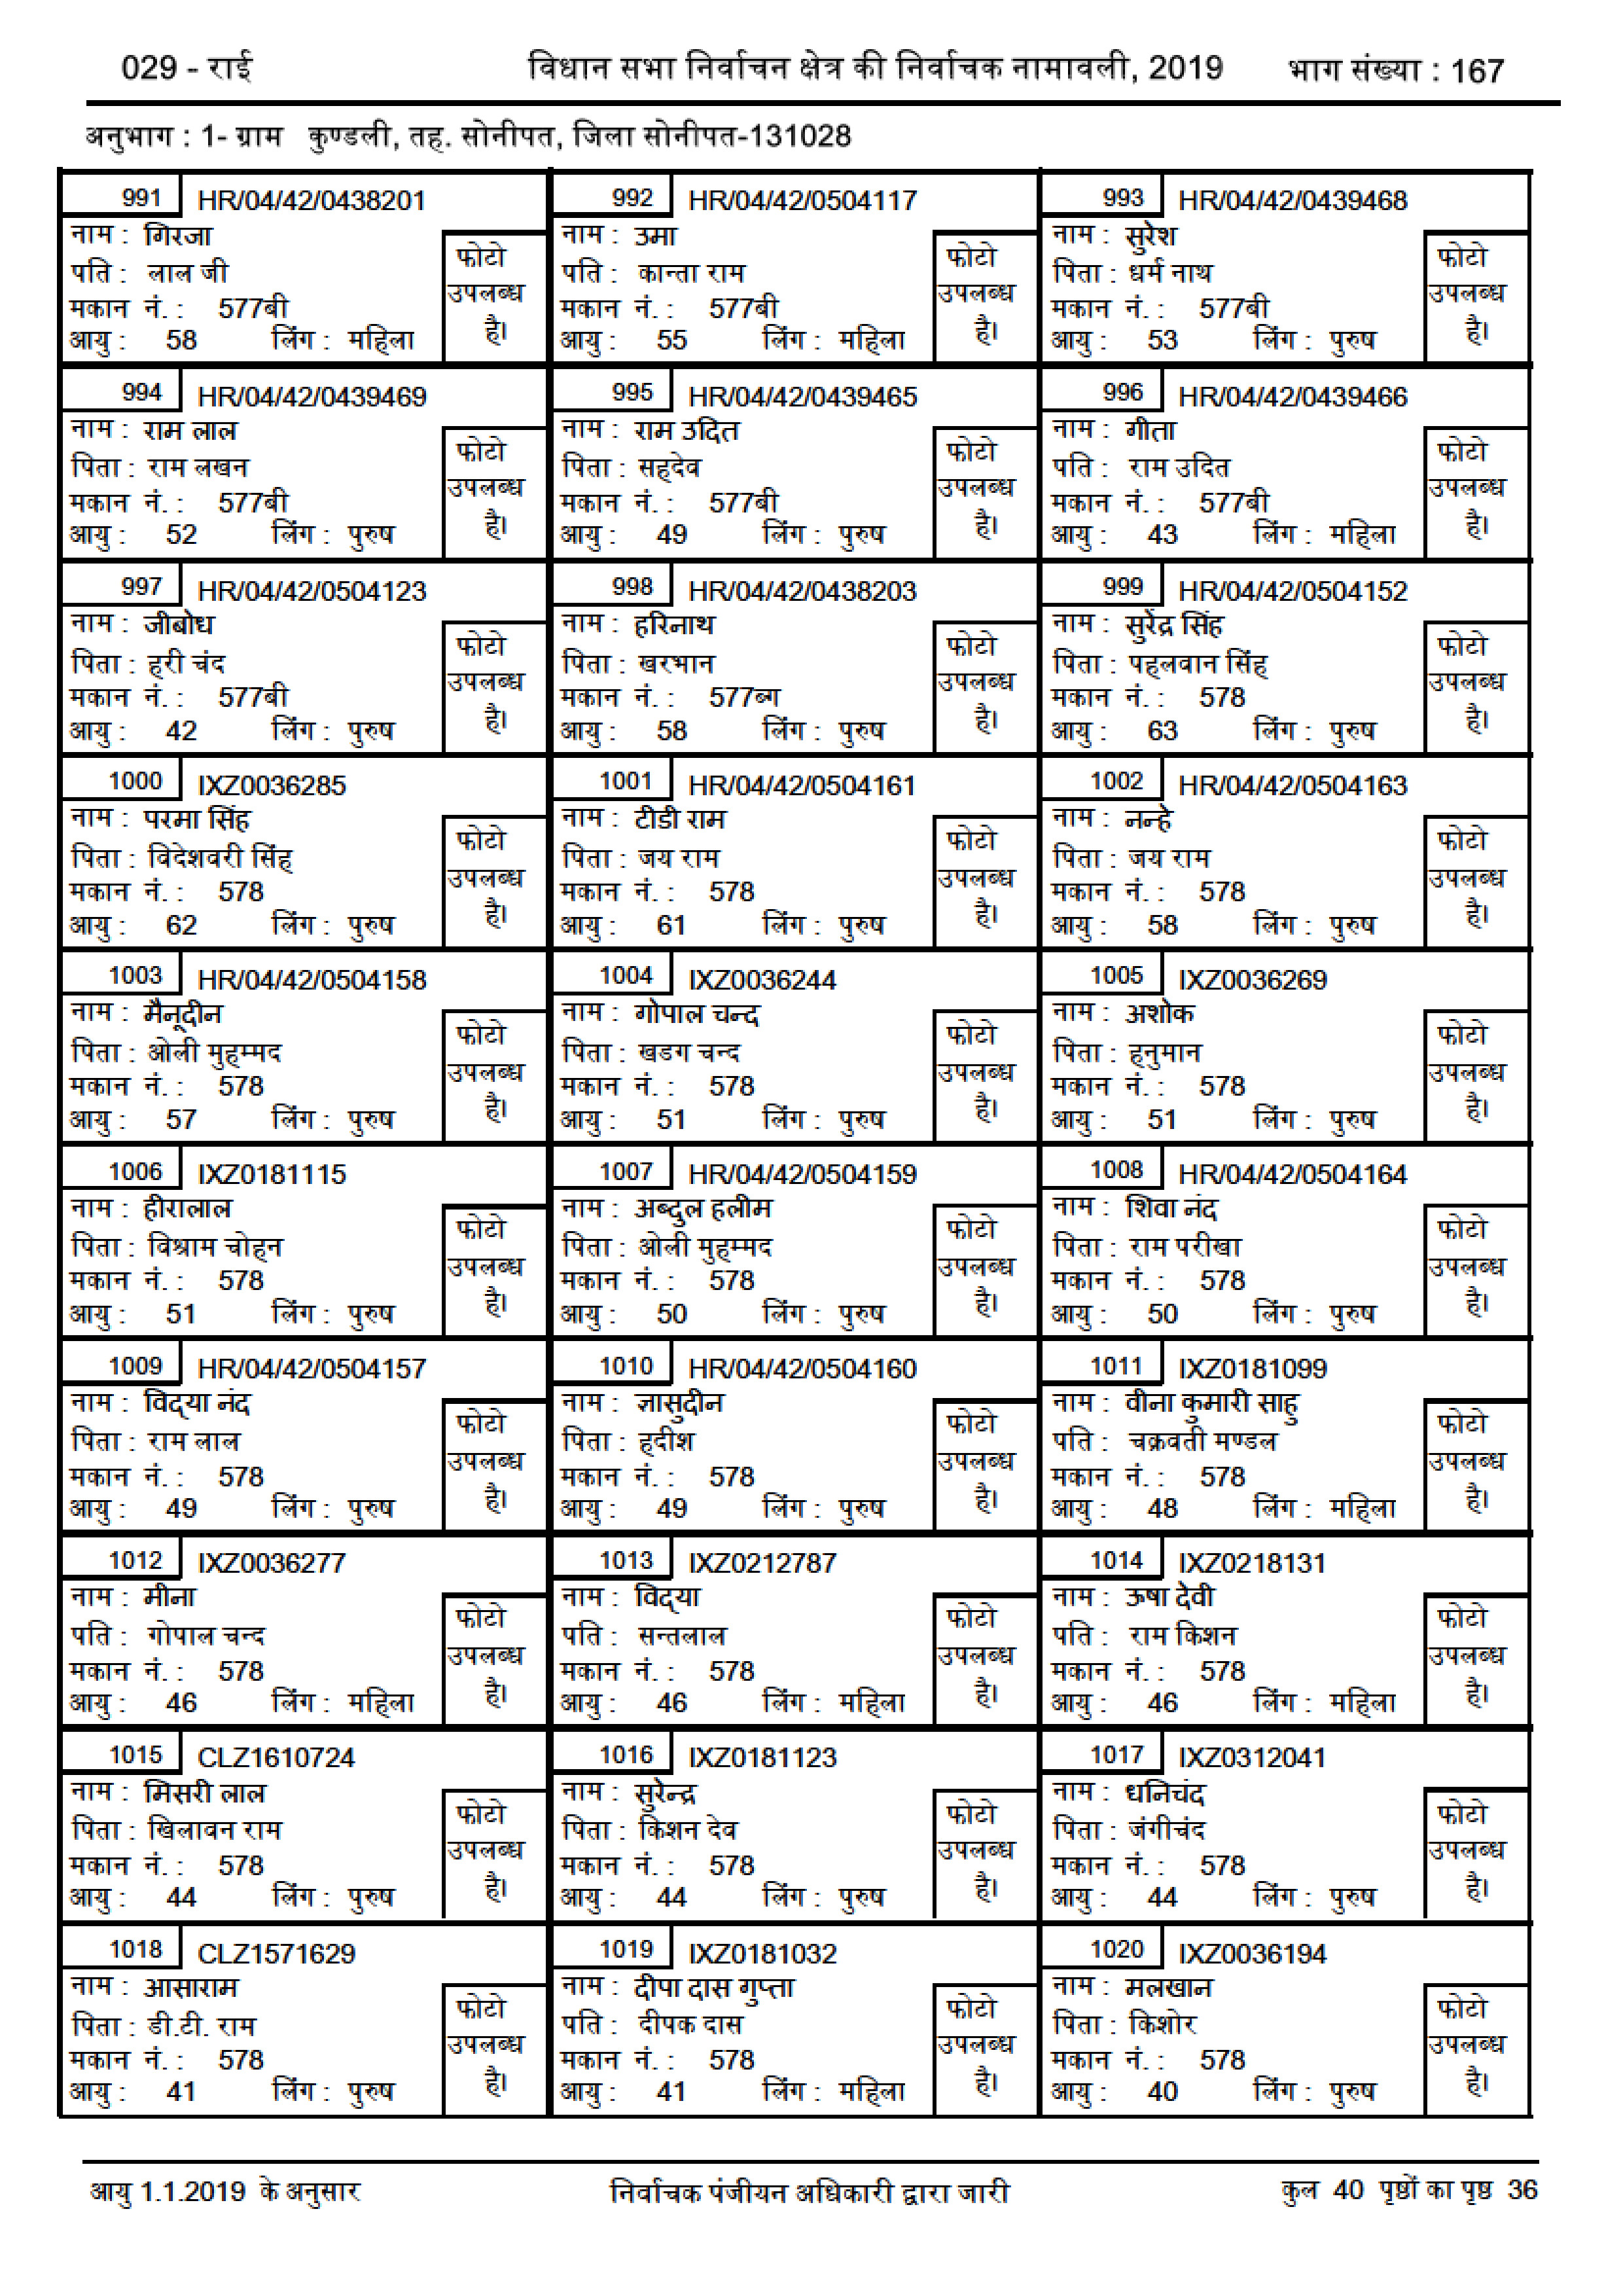 029 - राई विधान सभा निर्वाचन क्षेत्र की निर्वाचक नामावली, 2019 भाग संख्या : 167
अनुभाग : 1- ग्राम कुण्डली, तह. सोनीपत, जिला सोनीपत-131028
991 HR/04/42/0438201
नाम : गिरजा
पति : लाल जी
मकान नं. : 577बी
आयु : 58 लिंग : महिला
फोटो
उपलब्ध
है।
992 HR/04/42/0504117
नाम : उमा
पति : कान्ता राम
मकान नं. : 577बी
आयु : 55 लिंग : महिला
फोटो
उपलब्ध
है।
993 HR/04/42/0439468
नाम : सुरेश
पिता : धर्म नाथ
मकान नं. : 577बी
आयु : 53 लिंग : पुरुष
फोटो
उपलब्ध
है।
994 HR/04/42/0439469
नाम : राम लाल
पिता : राम लखन
मकान नं. : 577बी
आयु : 52 लिंग : पुरुष
फोटो
उपलब्ध
है।
995 HR/04/42/0439465
नाम : राम उदित
पिता : सहदेव
मकान नं. : 577बी
आयु : 49 लिंग : पुरुष
फोटो
उपलब्ध
है।
996 HR/04/42/0439466
नाम : गीता
पति : राम उदित
मकान नं. : 577बी
आयु : 43 लिंग : महिला
फोटो
उपलब्ध
है।
997 HR/04/42/0504123
नाम : जीबोध
पिता : हरी चंद
मकान नं. : 577बी
आयु : 42 लिंग : पुरुष
फोटो
उपलब्ध
है।
998 HR/04/42/0438203
नाम : हरिनाथ
पिता : खरभान
मकान नं. : 577ब्ग
आयु : 58 लिंग : पुरुष
फोटो
उपलब्ध
है।
999 HR/04/42/0504152
नाम : सुरेंद्र सिंह
पिता : पहलवान सिंह
मकान नं. : 578
आयु : 63 लिंग : पुरुष
फोटो
उपलब्ध
है।
1000 IXZ0036285
नाम : परमा सिंह
पिता : विदेशवरी सिंह
मकान नं. : 578
आयु : 62 लिंग : पुरुष
फोटो
उपलब्ध
है।
1001 HR/04/42/0504161
नाम : टीडी राम
पिता : जय राम
मकान नं. : 578
आयु : 61 लिंग : पुरुष
फोटो
उपलब्ध
है।
1002 HR/04/42/0504163
नाम : नन्हे
पिता : जय राम
मकान नं. : 578
आयु : 58 लिंग : पुरुष
फोटो
उपलब्ध
है।
1003 HR/04/42/0504158
नाम : मैनूदीन
पिता : ओली मुहम्मद
मकान नं. : 578
आयु : 57 लिंग : पुरुष
फोटो
उपलब्ध
है।
1004 IXZ0036244
नाम : गोपाल चन्द
पिता : खडग चन्द
मकान नं. : 578
आयु : 51 लिंग : पुरुष
फोटो
उपलब्ध
है।
1005 IXZ0036269
नाम : अशोक
पिता : हनुमान
मकान नं. : 578
आयु : 51 लिंग : पुरुष
फोटो
उपलब्ध
है।
1006 IXZ0181115
नाम : हीरालाल
पिता : विश्राम चोहन
मकान नं. : 578
आयु : 51 लिंग : पुरुष
फोटो
उपलब्ध
है।
1007 HR/04/42/0504159
नाम : अब्दुल हलीम
पिता : ओली मुहम्मद
मकान नं. : 578
आयु : 50 लिंग : पुरुष
फोटो
उपलब्ध
है।
1008 HR/04/42/0504164
नाम : शिवा नंद
पिता : राम परीखा
मकान नं. : 578
आयु : 50 लिंग : पुरुष
फोटो
उपलब्ध
है।
1009 HR/04/42/0504157
नाम : विद्‌या नंद
पिता : राम लाल
मकान नं. : 578
आयु : 49 लिंग : पुरुष
फोटो
उपलब्ध
है।
1010 HR/04/42/0504160
नाम : ज्ञासुदीन
पिता : हदीश
मकान नं. : 578
आयु : 49 लिंग : पुरुष
फोटो
उपलब्ध
है।
1011 IXZ0181099
नाम : वीना कुमारी साहु
पति : चक्रवती मण्डल
मकान नं. : 578
आयु : 48 लिंग : महिला
फोटो
उपलब्ध
है।
1012 IXZ0036277
नाम : मीना
पति : गोपाल चन्द
मकान नं. : 578
आयु : 46 लिंग : महिला
फोटो
उपलब्ध
है।
1013 IXZ0212787
नाम : विद्‌या
पति : सन्तलाल
मकान नं. : 578
आयु : 46 लिंग : महिला
फोटो
उपलब्ध
है।
1014 IXZ0218131
नाम : ऊषा देवी
पति : राम किशन
मकान नं. : 578
आयु : 46 लिंग : महिला
फोटो
उपलब्ध
है।
1015 CLZ1610724
नाम : मिसरी लाल
पिता : खिलावन राम
मकान नं. : 578
आयु : 44 लिंग : पुरुष
फोटो
उपलब्ध
है।
1016 IXZ0181123
नाम : सुरेन्द्र
पिता : किशन देव
मकान नं. : 578
आयु : 44 लिंग : पुरुष
फोटो
उपलब्ध
है।
1017 IXZ0312041
नाम : धनिचंद
पिता : जंगीचंद
मकान नं. : 578
आयु : 44 लिंग : पुरुष
फोटो
उपलब्ध
है।
1018 CLZ1571629
नाम : आसाराम
पिता : डी.टी. राम
मकान नं. : 578
आयु : 41 लिंग : पुरुष
फोटो
उपलब्ध
है।
1019 IXZ0181032
नाम : दीपा दास गुप्ता
पति : दीपक दास
मकान नं. : 578
आयु : 41 लिंग : महिला
फोटो
उपलब्ध
है।
1020 IXZ0036194
नाम : मलखान
पिता : किशोर
मकान नं. : 578
आयु : 40 लिंग : पुरुष
फोटो
उपलब्ध
है।
आयु 1.1.2019 के अनुसार निर्वाचक पंजीयन अधिकारी द्वारा जारी कुल 40 पृष्ठों का पृष्ठ 36